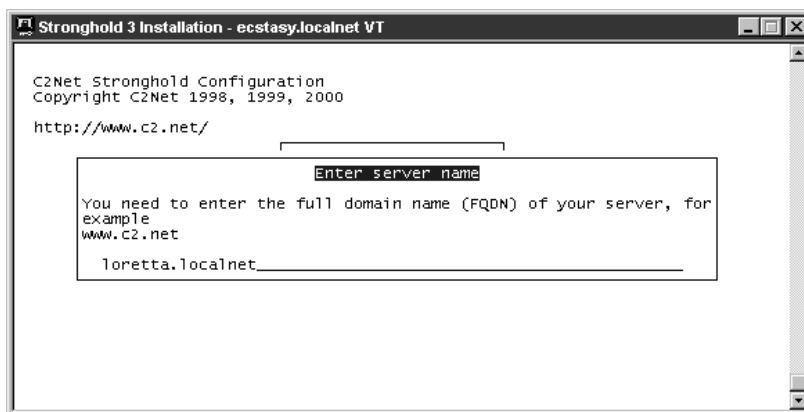 Stronghold 3 Installation - ecstasy.localnet VT
C2Net Stronghold Configuration
Copyright C2Net 1998, 1999, 2000
http://www.c2.net/
Enter server name
You need to enter the full domain name (FQDN) of your server, for
example
www.c2.net
loretta.localnet